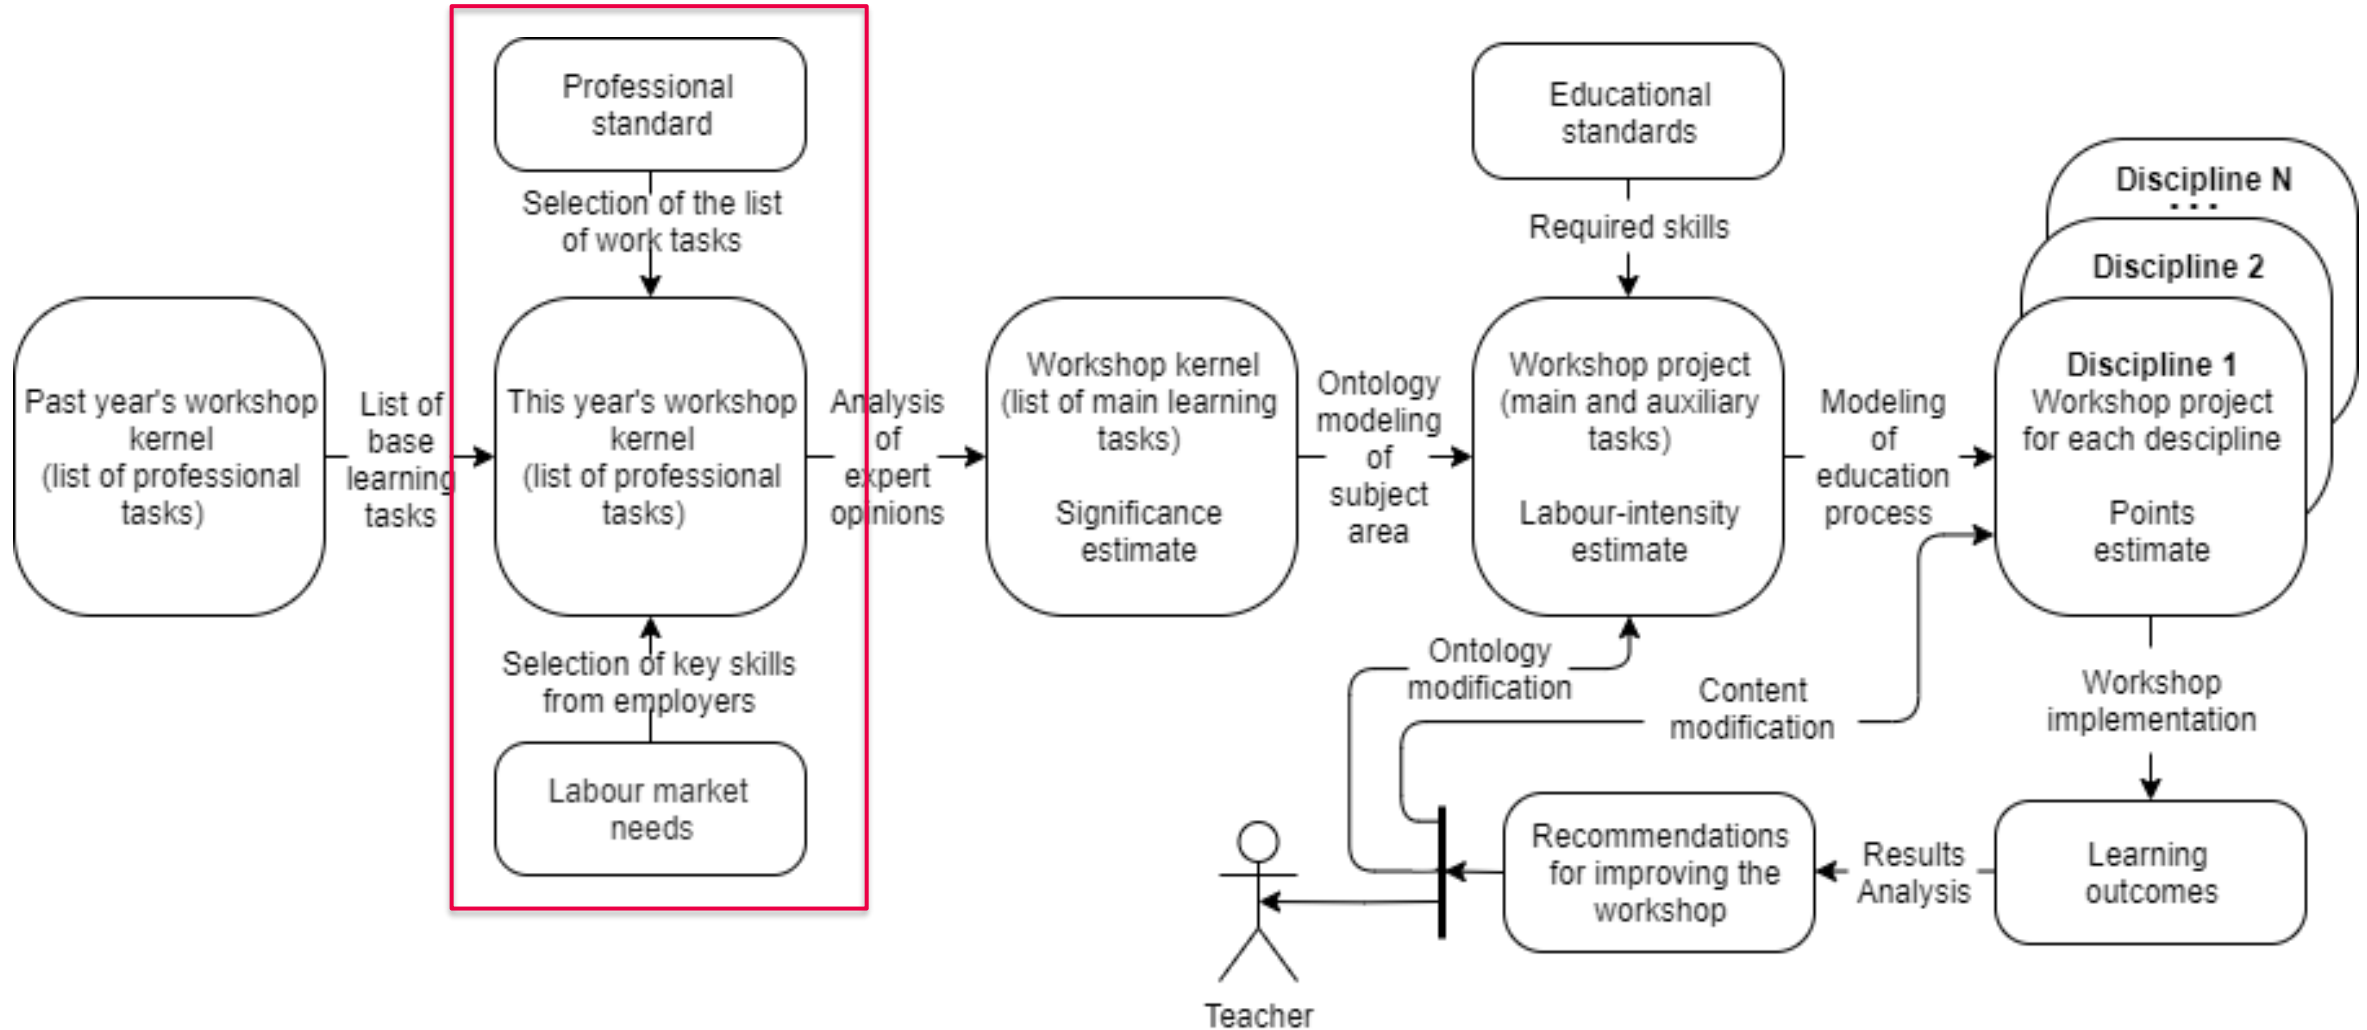 Professional
standard
Selection of the list
of work tasks
Past year's workshop
kernel
(list of professional
tasks)
List of
base
learning
tasks
This year's workshop
kernel
(list of professional
tasks)
Selection of key skills
from employers
Labour market
needs
Analysis
of
expert
opinions
Workshop kernel
(list of main learning
tasks)
Significance
estimate
Ontology
modeling
of
subject
area
Educational
standards
Required skills
Workshop project
(main and auxiliary
tasks)
Labour-intensity
estimate
Modeling
of
education
process
Discipline N
...
Discipline 2
Discipline 1
Workshop project
for each descipline
Points
estimate
Workshop
implementation
Learning
outcomes
Results
Analysis
Recommendations
for improving the
workshop
Ontology
modification
Content
modification
Teacher